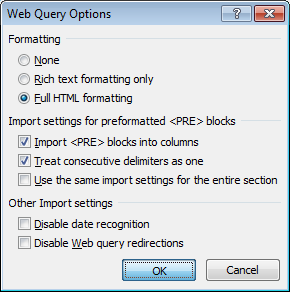 Web Query Options
Formatting
None
Rich text formatting only
Full HTML formatting
Import settings for preformatted <PRE> blocks
Import <PRE> blocks into columns
Treat consecutive delimiters as one
Use the same import settings for the entire section
Other Import settings
Disable date recognition
Disable Web query redirections
OK Cancel